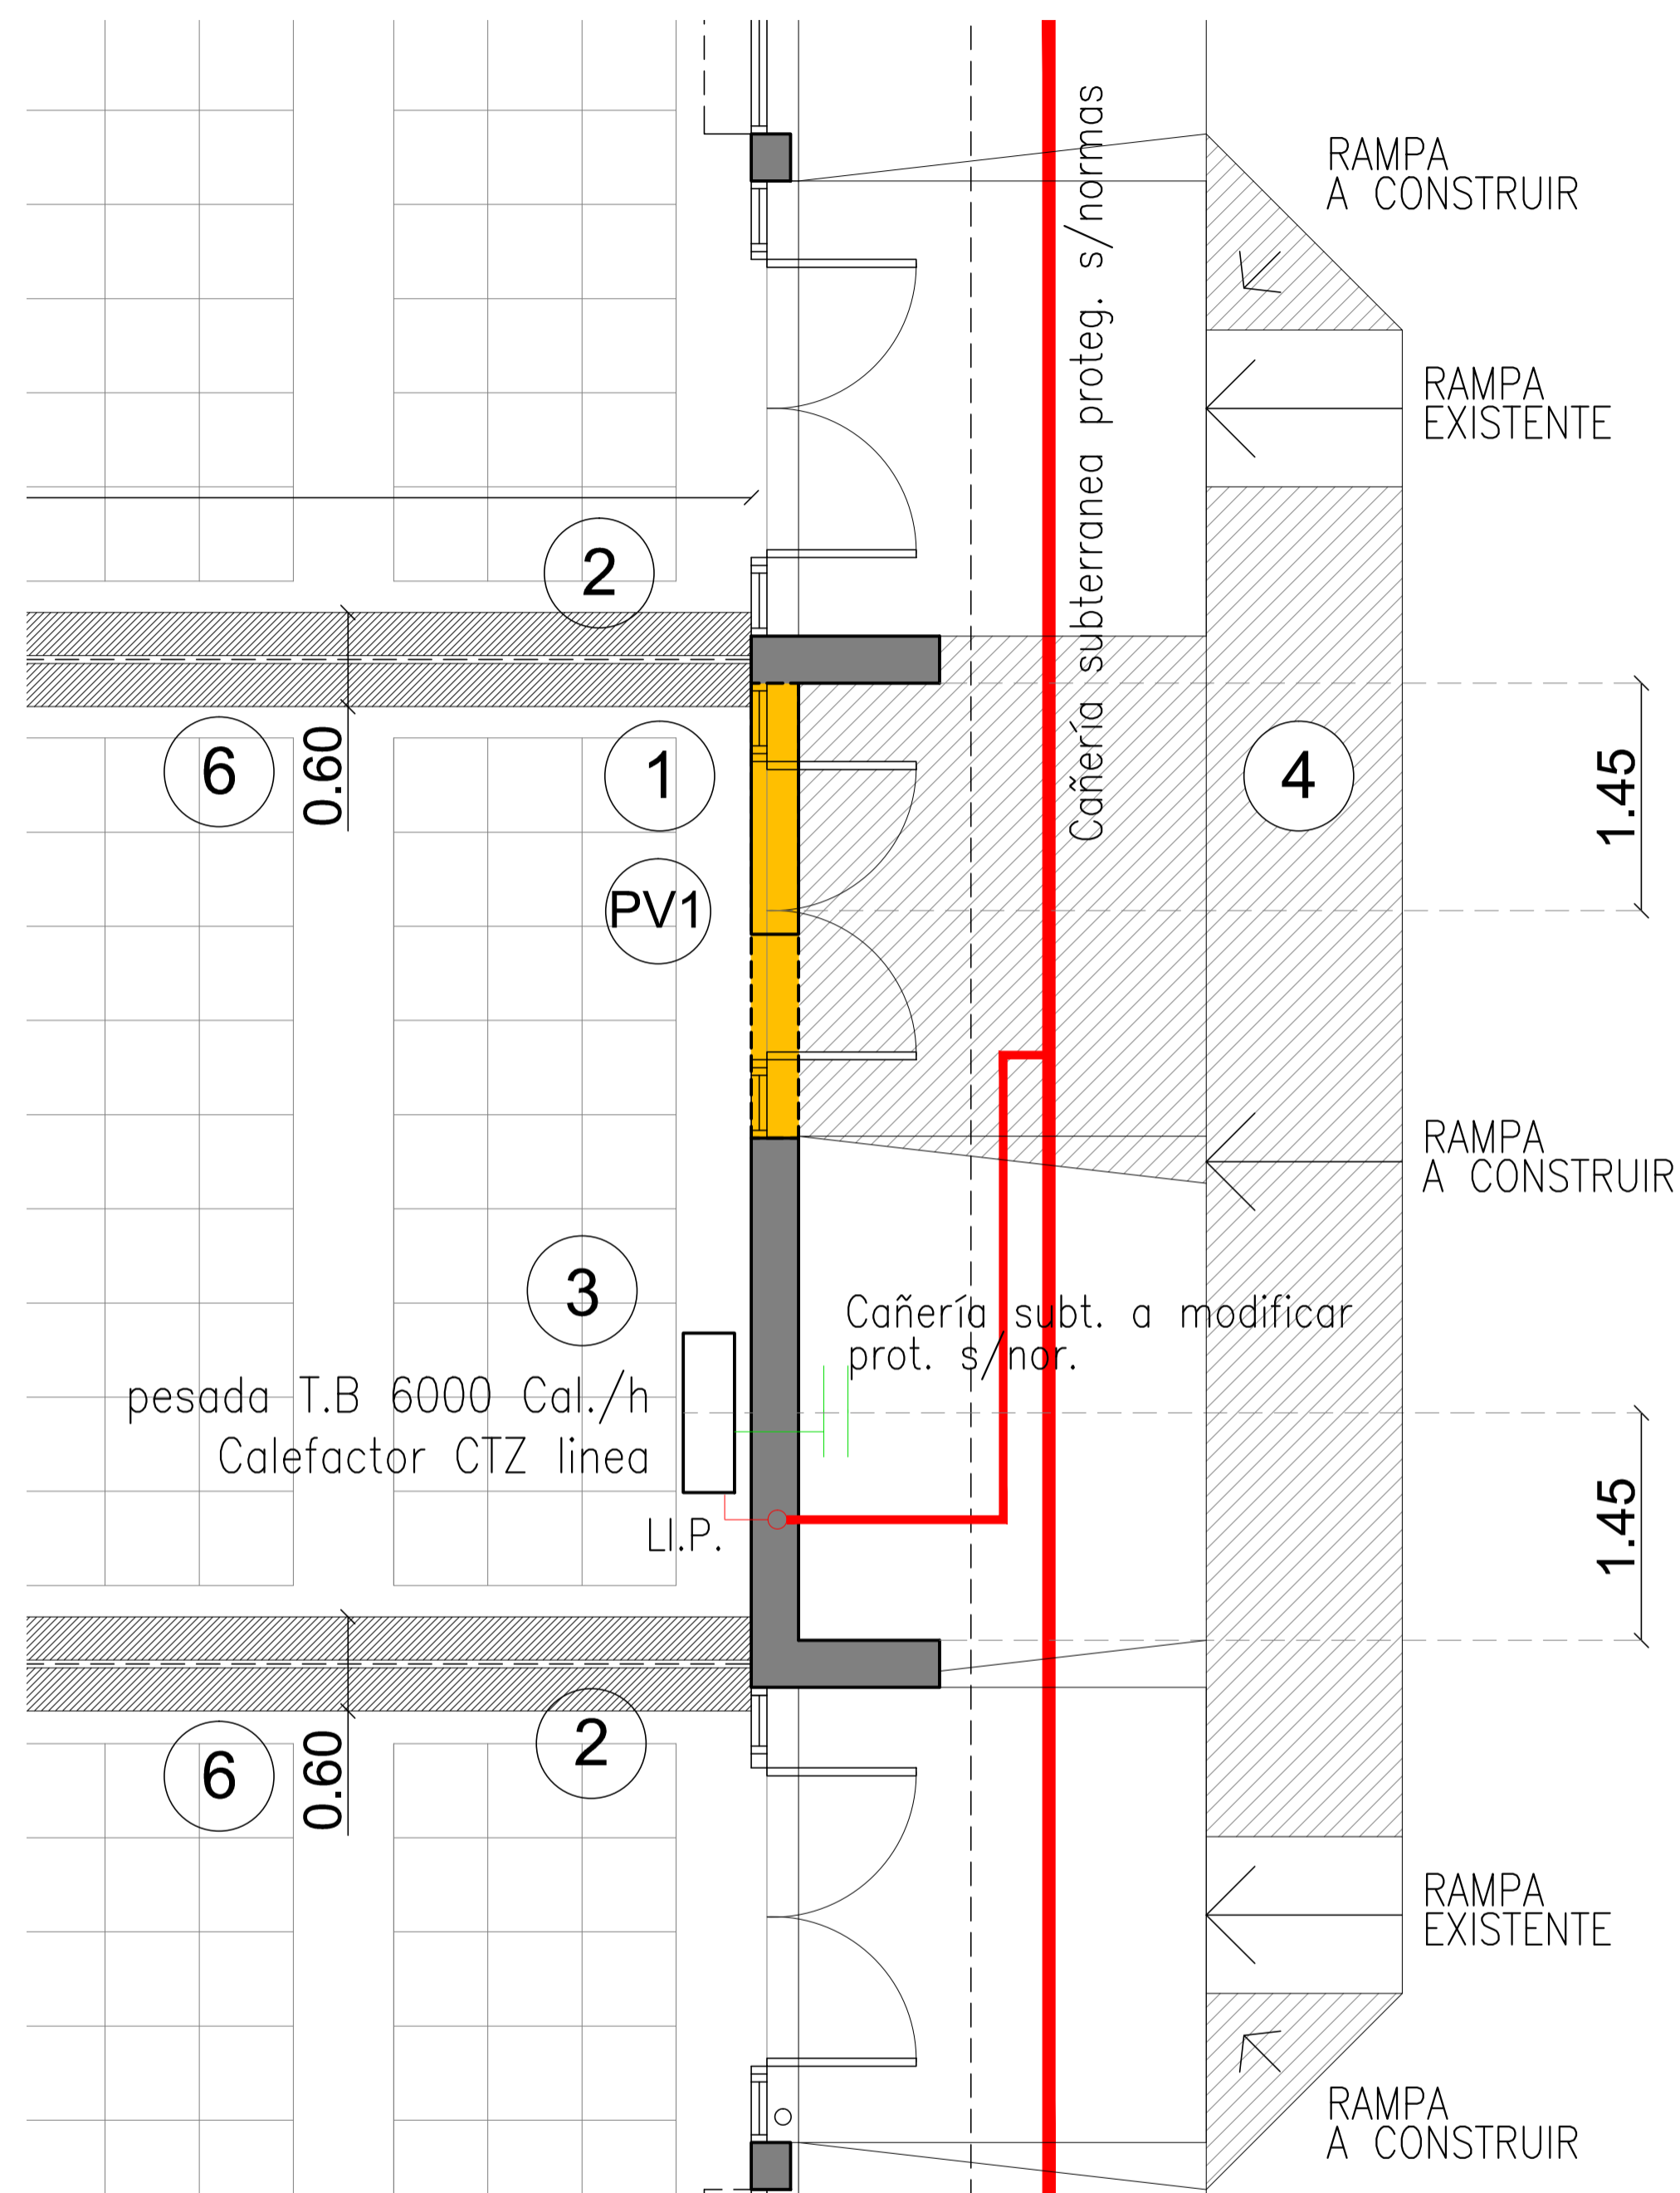 RAMPA
A CONSTRUIR
Cañería subterranea proteg. s/normas
RAMPA
EXISTENTE
2
6
0.60
1
4
1.45
PV1
RAMPA
A CONSTRUIR
3
Cañería subt. a modificar
prot. s/nor.
pesada T.B 6000 Cal./h
Calefactor CTZ linea
1.45
Ll.P.
2
6
0.60
RAMPA
EXISTENTE
RAMPA
A CONSTRUIR